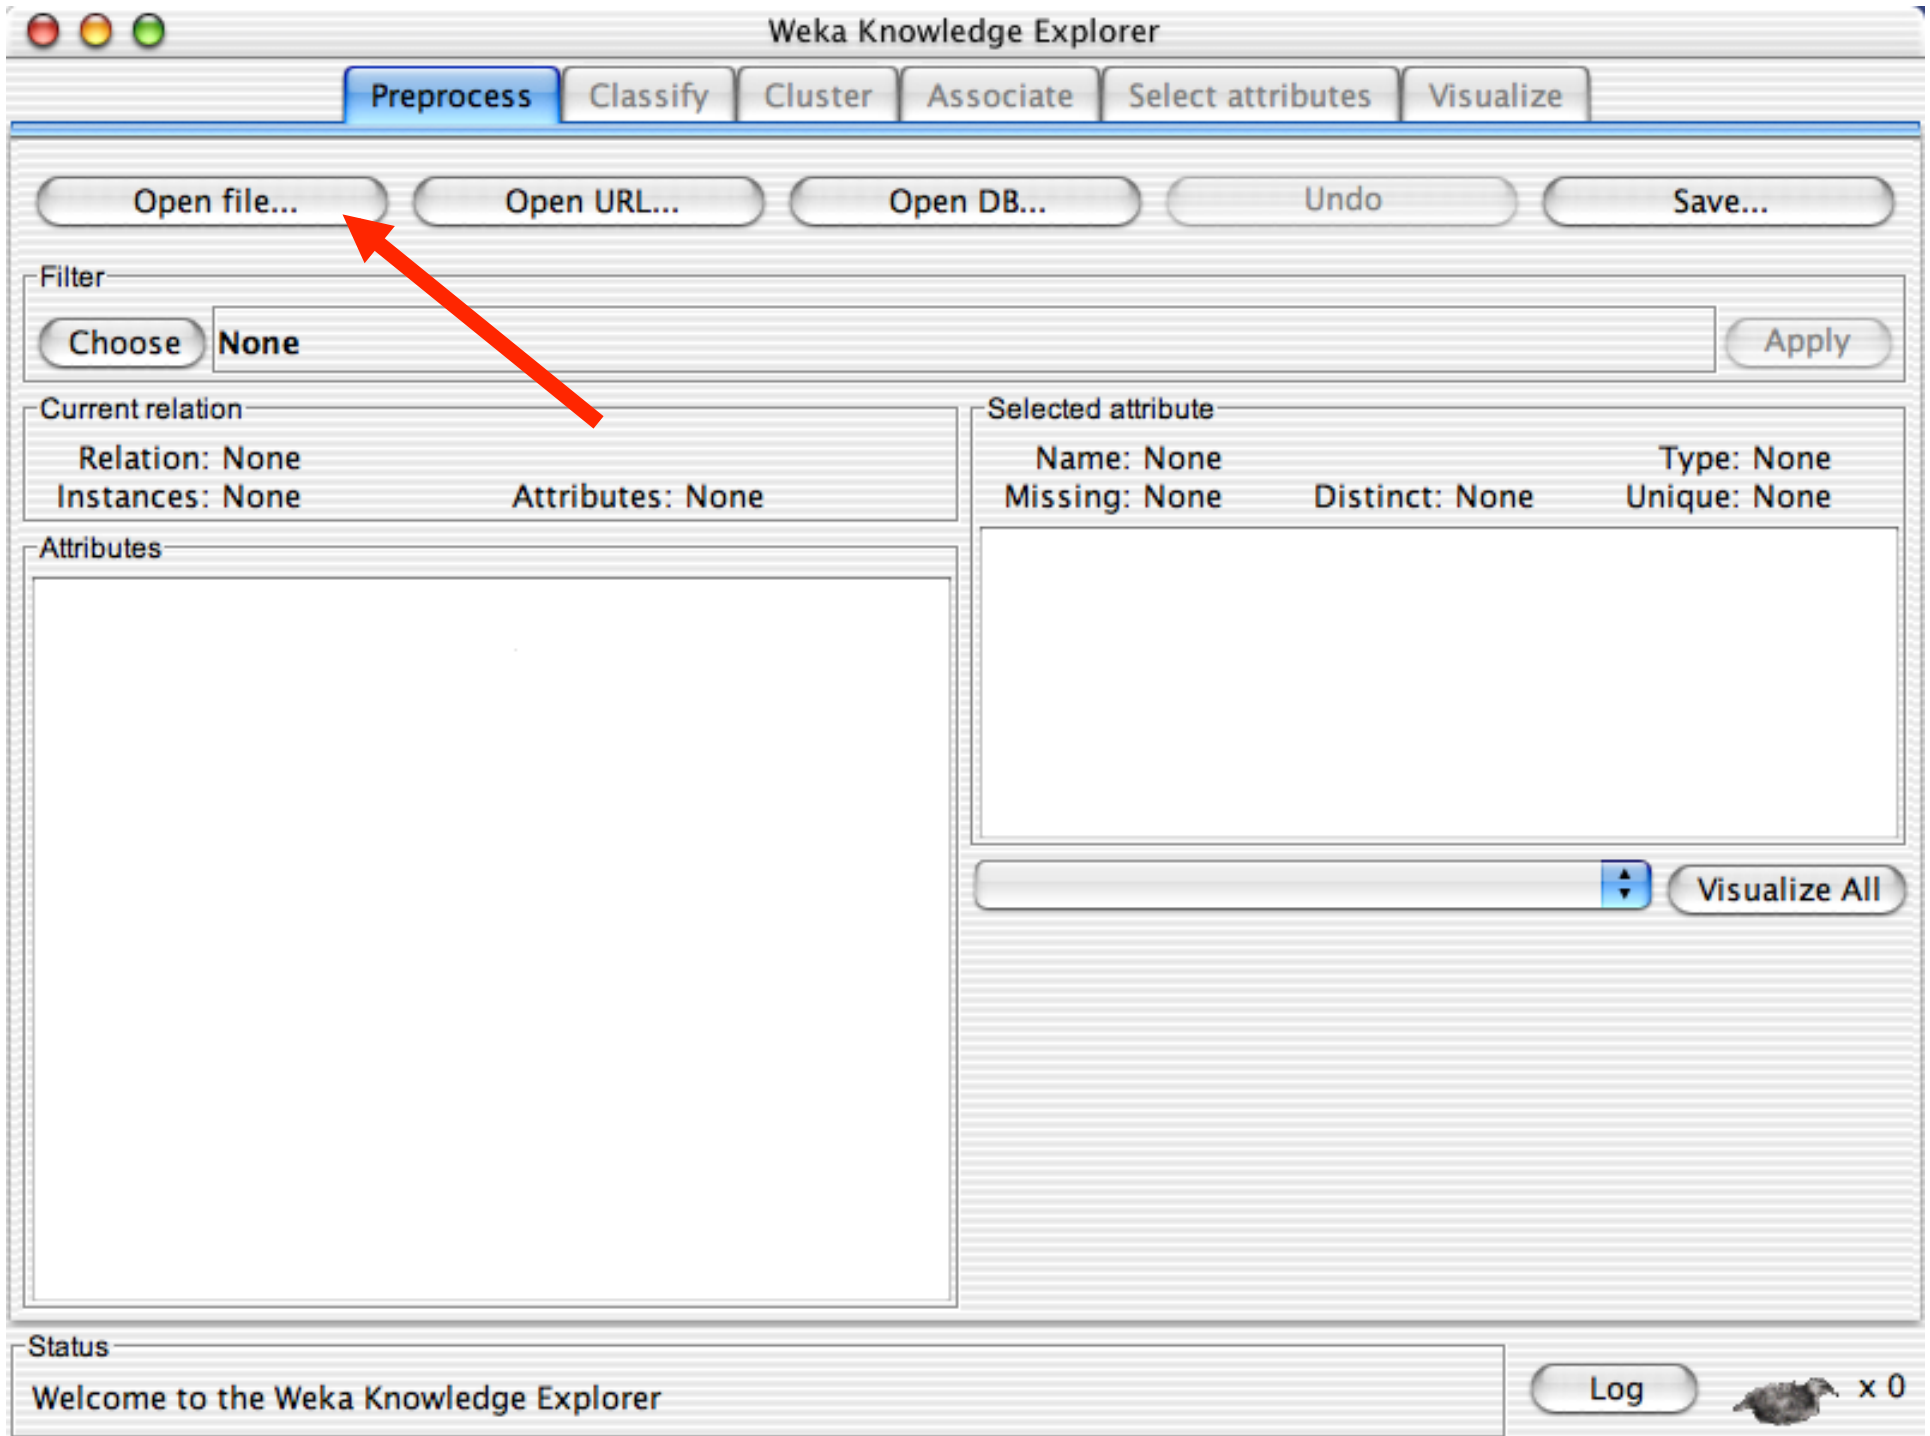 Weka Knowledge Explorer
Preprocess Classify Cluster Associate Select attributes Visualize
Open file... Open URL... Open DB... Undo Save...
Filter
Choose None Apply
Current relation
Relation: None
Instances: None Attributes: None
Attributes
Selected attribute
Name: None Type: None
Missing: None Distinct: None Unique: None
Visualize All
Status
Welcome to the Weka Knowledge Explorer
Log x 0